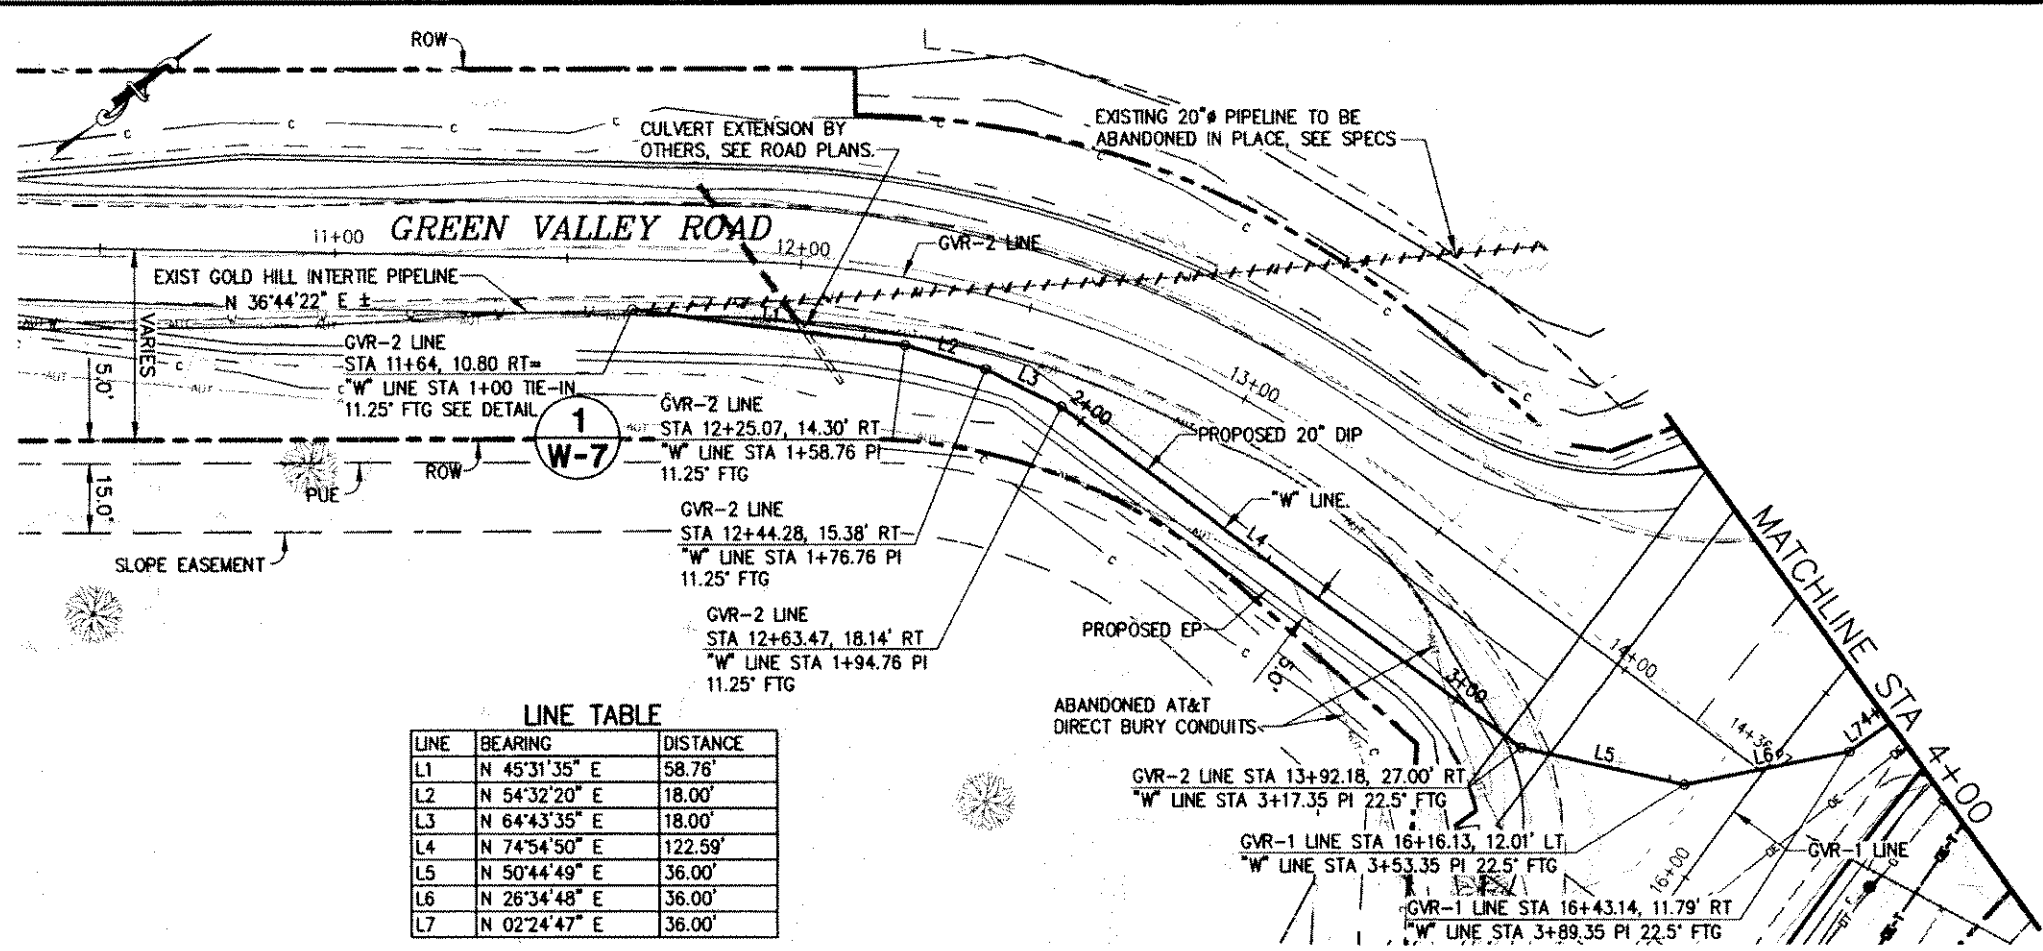 ROW
CULVERT EXTENSION BY
OTHERS, SEE ROAD PLANS.
EXISTING 20"ø PIPELINE TO BE
ABANDONED IN PLACE, SEE SPECS
GREEN VALLEY ROAD
11+00
12+00
GVR-2 LINE
EXIST GOLD HILL INTERTIE PIPELINE
N 36°44'22" E ±
VARIES
5.0'
15.0'
GVR-2 LINE
STA 11+64, 10.80 RT=
"W" LINE STA 1+00 TIE-IN
11.25° FTG SEE DETAIL
1
W-7
ROW
PUE
SLOPE EASEMENT
L1
L2
L3
2+00
13+00
GVR-2 LINE
STA 12+25.07, 14.30' RT
"W" LINE STA 1+58.76 PI
11.25° FTG
PROPOSED 20" DIP
"W" LINE
L4
GVR-2 LINE
STA 12+44.28, 15.38' RT
"W" LINE STA 1+76.76 PI
11.25° FTG
GVR-2 LINE
STA 12+63.47, 18.14' RT
"W" LINE STA 1+94.76 PI
11.25° FTG
PROPOSED EP
5.0'
ABANDONED AT&T
DIRECT BURY CONDUITS
3+00
14+00
MATCHLINE STA 4+00
L5
L6
L7
GVR-2 LINE STA 13+92.18, 27.00' RT
"W" LINE STA 3+17.35 PI 22.5° FTG
GVR-1 LINE STA 16+16.13, 12.01' LT
"W" LINE STA 3+53.35 PI 22.5° FTG
GVR-1 LINE
16+00
GVR-1 LINE STA 16+43.14, 11.79' RT
"W" LINE STA 3+89.35 PI 22.5° FTG
LINE TABLE
LINE BEARING DISTANCE
L1 N 45°31'35" E 58.76'
L2 N 54°32'20" E 18.00'
L3 N 64°43'35" E 18.00'
L4 N 74°54'50" E 122.59'
L5 N 50°44'49" E 36.00'
L6 N 26°34'48" E 36.00'
L7 N 02°24'47" E 36.00'